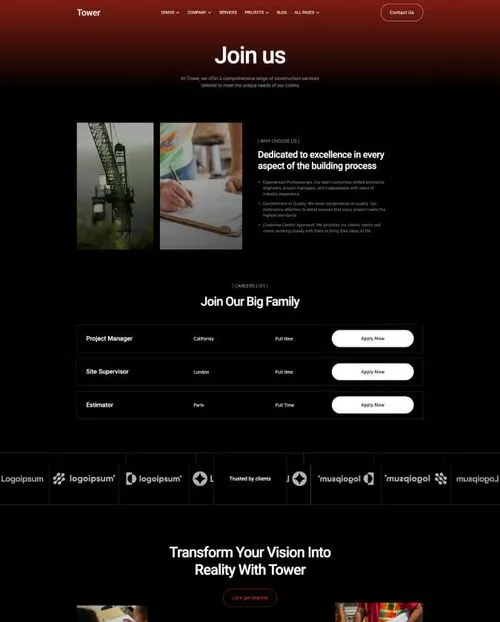 Tower
DEMOS
COMPANY
SERVICES
PROJECTS
BLOG
ALL PAGES
Contact Us
Join us
At Tower, we offer a comprehensive range of construction services
tailored to meet the unique needs of our clients.
[ WHY CHOOSE US ]
Dedicated to excellence in every
aspect of the building process
Experienced Professionals: Our team comprises skilled architects,
engineers, project managers, and tradespeople with years of
industry experience.
Commitment to Quality: We never compromise on quality. Our
meticulous attention to detail ensures that every project meets the
highest standards.
Customer-Centric Approach: We prioritize our clients' needs and
clients working closely with them to bring their ideas to life.
[ CAREERS LIST ]
Join Our Big Family
Project Manager California Full time Apply Now
Site Supervisor London Full time Apply Now
Estimator Paris Full Time Apply Now
Logoipsum logoipsum logoipsum L Trusted by clients logoipsum logoipsum Logoipsum
Transform Your Vision Into
Reality With Tower
Let's get started